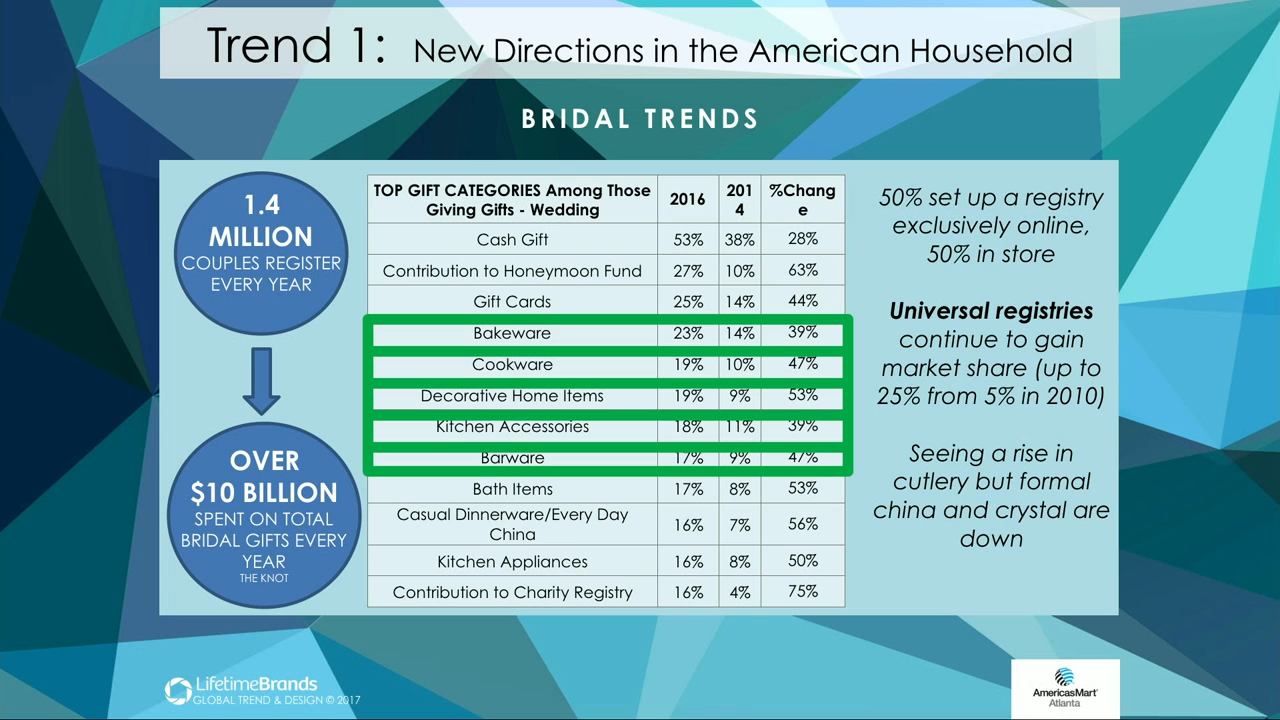 Trend 1: New Directions in the American Household
BRIDAL TRENDS
1.4
MILLION
COUPLES REGISTER
EVERY YEAR
OVER
$10 BILLION
SPENT ON TOTAL
BRIDAL GIFTS EVERY
YEAR
THE KNOT
TOP GIFT CATEGORIES Among Those
Giving Gifts - Wedding
2016
201
4
%Chang
e
Cash Gift 53% 38% 28%
Contribution to Honeymoon Fund 27% 10% 63%
Gift Cards 25% 14% 44%
Bakeware 23% 14% 39%
Cookware 19% 10% 47%
Decorative Home Items 19% 9% 53%
Kitchen Accessories 18% 11% 39%
Barware 17% 9% 47%
Bath Items 17% 8% 53%
Casual Dinnerware/Every Day
China
16% 7% 56%
Kitchen Appliances 16% 8% 50%
Contribution to Charity Registry 16% 4% 75%
50% set up a registry
exclusively online,
50% in store
Universal registries
continue to gain
market share (up to
25% from 5% in 2010)
Seeing a rise in
cutlery but formal
china and crystal are
down
LifetimeBrands
GLOBAL TREND & DESIGN © 2017
AmericasMart
Atlanta